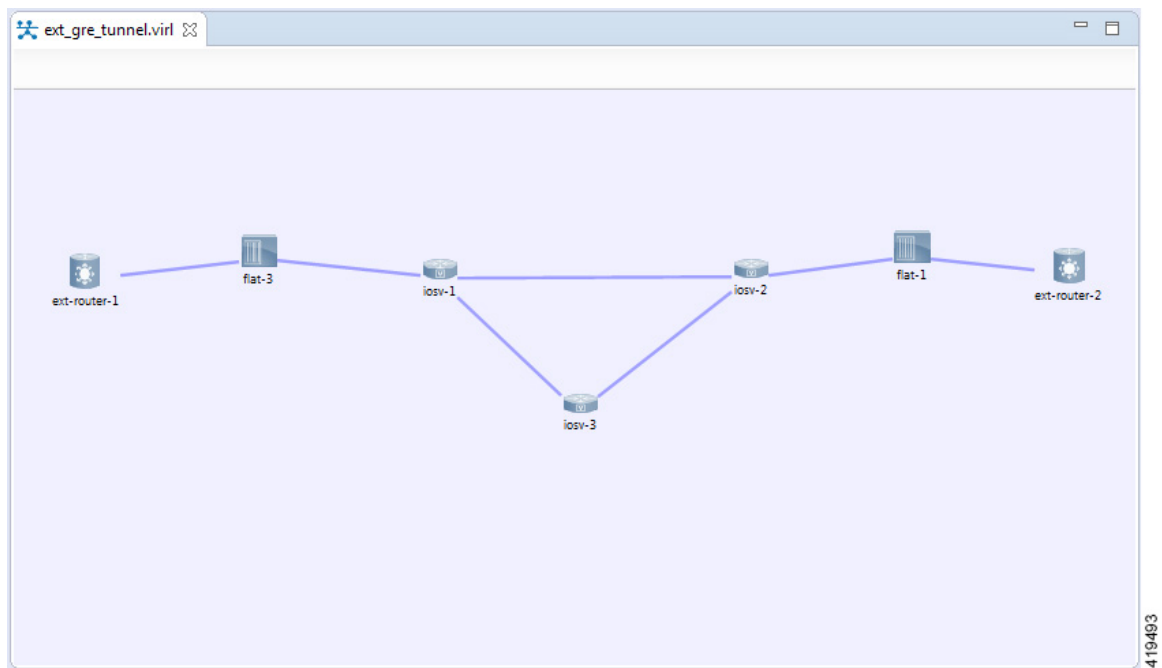 ext_gre_tunnel.virl
ext-router-1
flat-3
iosv-1
iosv-2
flat-1
ext-router-2
iosv-3
419493